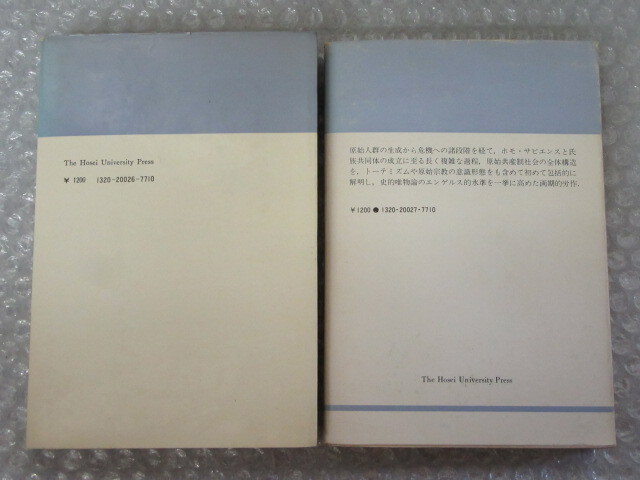 The Hosei University Press
¥ 1200 1320-20026-7710
原始人群の生成から危機への諸段階を経て，ホモ・サピエンスと氏
族共同体の成立に至る長く複雑な過程，原始共産制社会の全体構造
を，トーテミズムや原始宗教の意識形態をも含めて初めて包括的に
解明し，史的唯物論のエンゲルス的水準を一挙に高めた画期的労作．
¥ 1200 ● 1320-20027-7710
The Hosei University Press